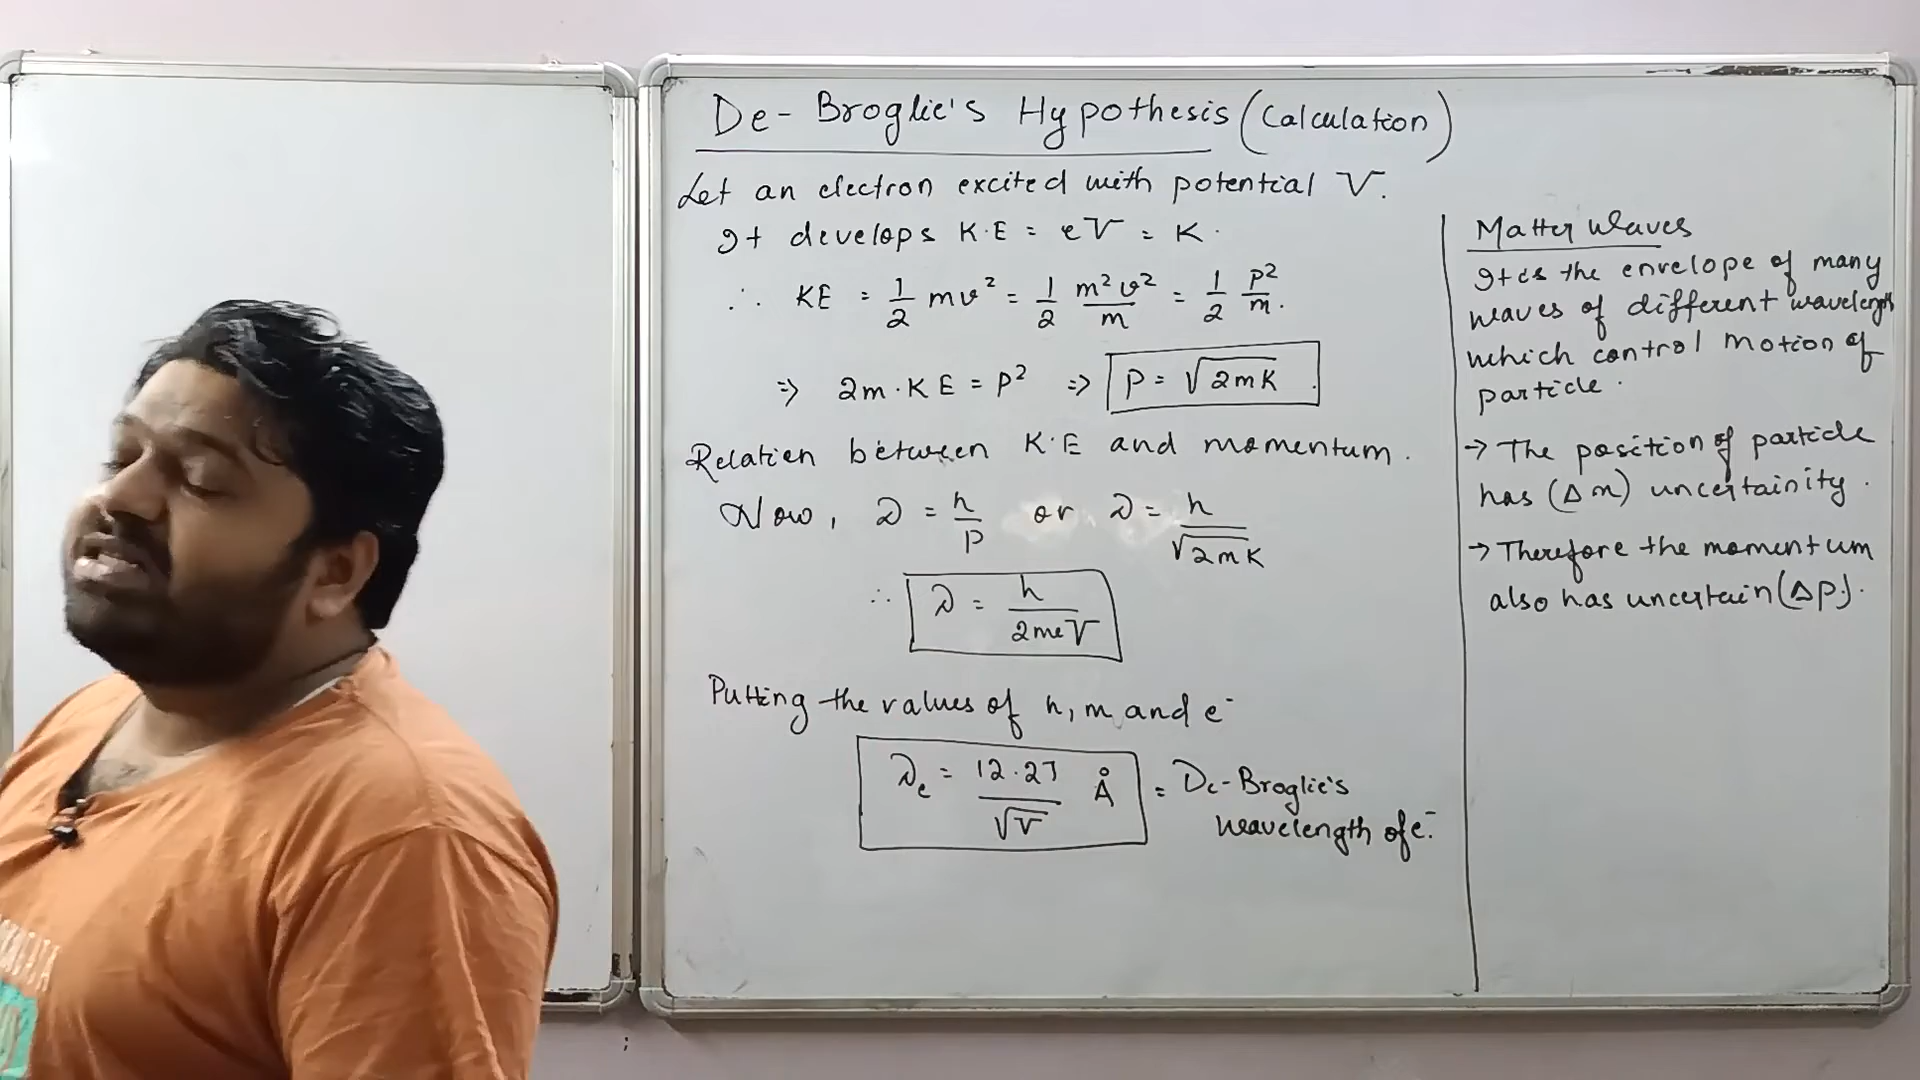 De-Broglie's Hypothesis (Calculation)
Let an electron excited with potential V.
It develops K.E = eV = K.
∴ KE = 1/2 mv² = 1/2 m²v²/m = 1/2 P²/m.
⇒ 2m·KE = P² ⇒ P = √2mK.
Relation between K.E and momentum.
Now, λ = h/P or λ = h/√2mK
∴ λ = h/2meV
Putting the values of h, m and e⁻
λe = 12.27/√V Å = De-Broglie's
wavelength of e⁻.
Matter Waves
It is the envelope of many
waves of different wavelength
which control motion of
particle.
→ The position of particle
has (Δx) uncertainity.
→ Therefore the momentum
also has uncertain (Δp).